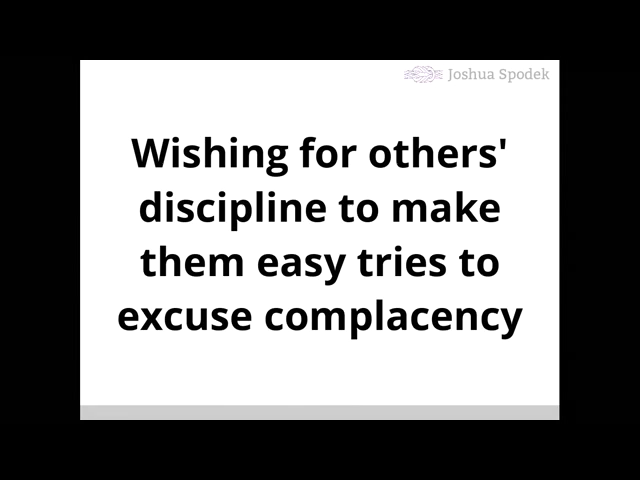 Joshua Spodek
Wishing for others'
discipline to make
them easy tries to
excuse complacency